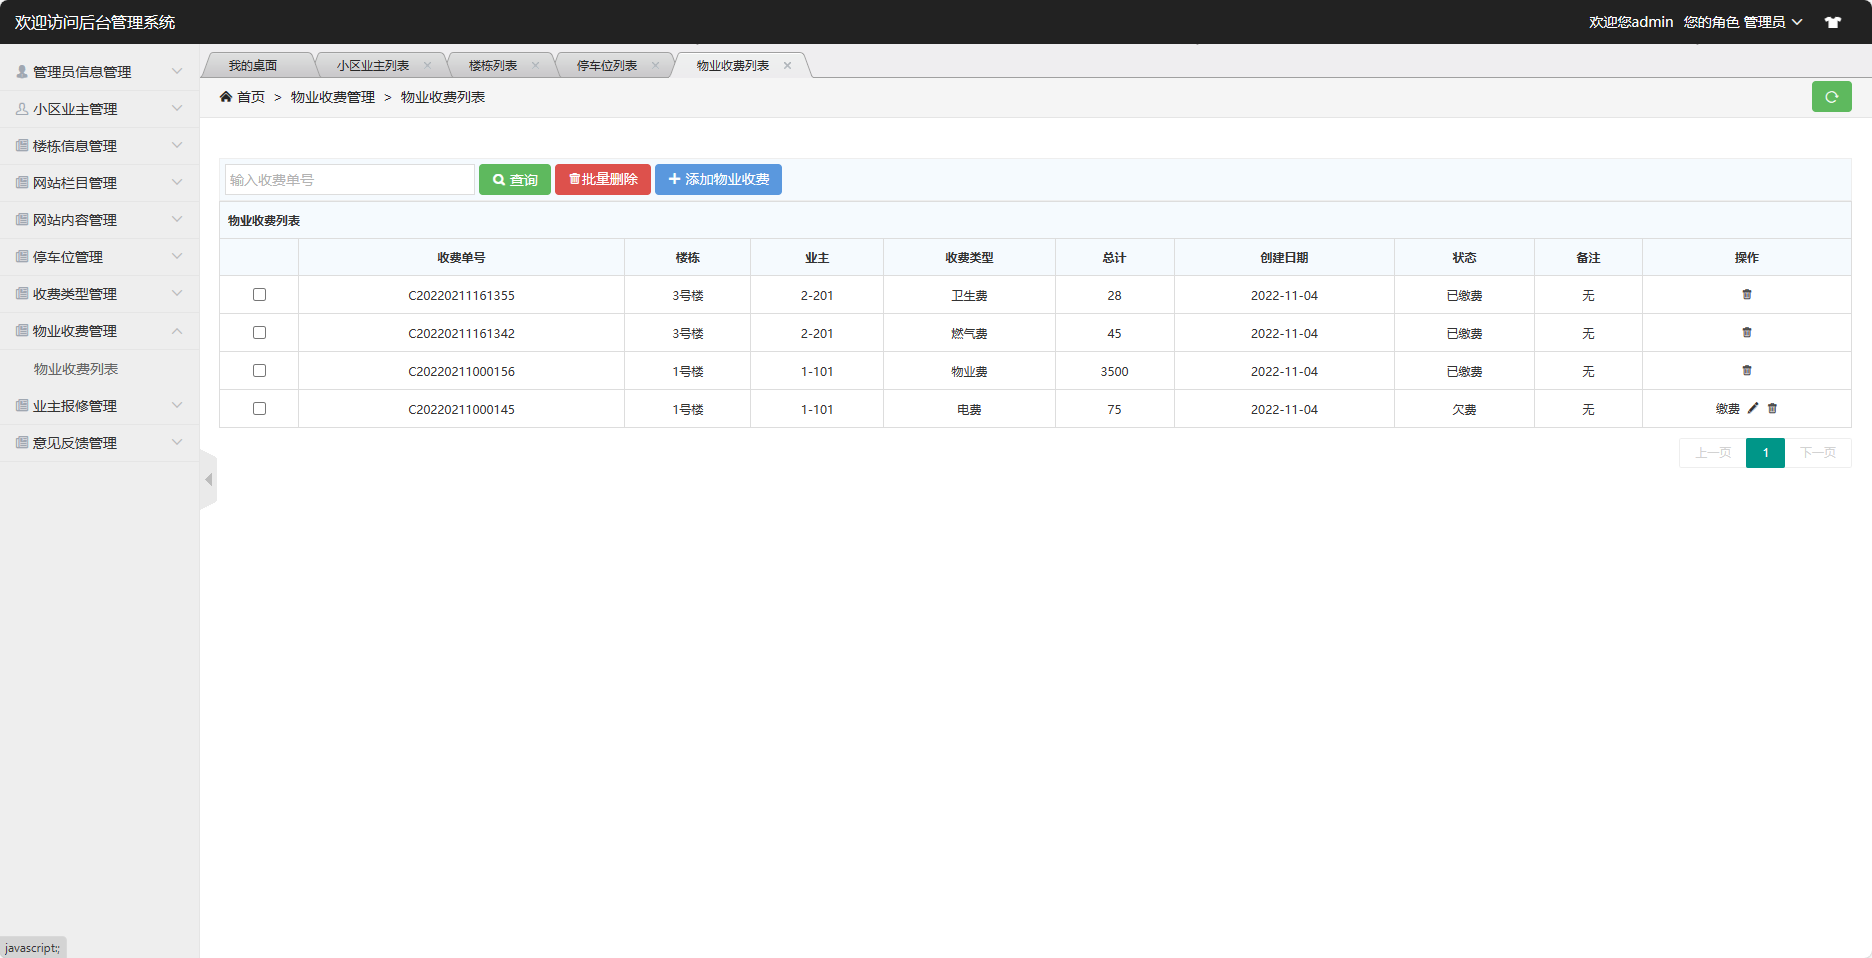 欢迎访问后台管理系统
欢迎您admin 您的角色 管理员
管理员信息管理
小区业主管理
楼栋信息管理
网站栏目管理
网站内容管理
停车位管理
收费类型管理
物业收费管理
物业收费列表
业主报修管理
意见反馈管理
我的桌面 小区业主列表 楼栋列表 停车位列表 物业收费列表
首页 > 物业收费管理 > 物业收费列表
输入收费单号 查询 批量删除 添加物业收费
物业收费列表
收费单号 楼栋 业主 收费类型 总计 创建日期 状态 备注 操作
C20220211161355 3号楼 2-201 卫生费 28 2022-11-04 已缴费 无
C20220211161342 3号楼 2-201 燃气费 45 2022-11-04 已缴费 无
C20220211000156 1号楼 1-101 物业费 3500 2022-11-04 已缴费 无
C20220211000145 1号楼 1-101 电费 75 2022-11-04 欠费 无 缴费
上一页 1 下一页
javascript:;